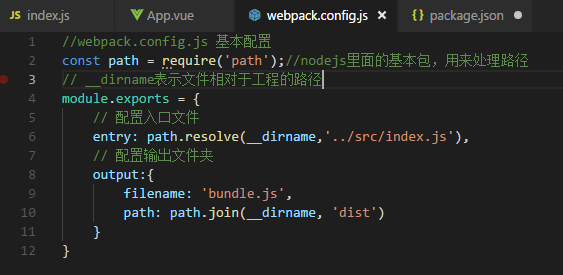 index.js App.vue webpack.config.js package.json
1 //webpack.config.js 基本配置
2 const path = require('path');//nodejs里面的基本包，用来处理路径
3 // __dirname表示文件相对于工程的路径
4 module.exports = {
5 // 配置入口文件
6 entry: path.resolve(__dirname,'../src/index.js'),
7 // 配置输出文件夹
8 output:{
9 filename: 'bundle.js',
10 path: path.join(__dirname, 'dist')
11 }
12 }